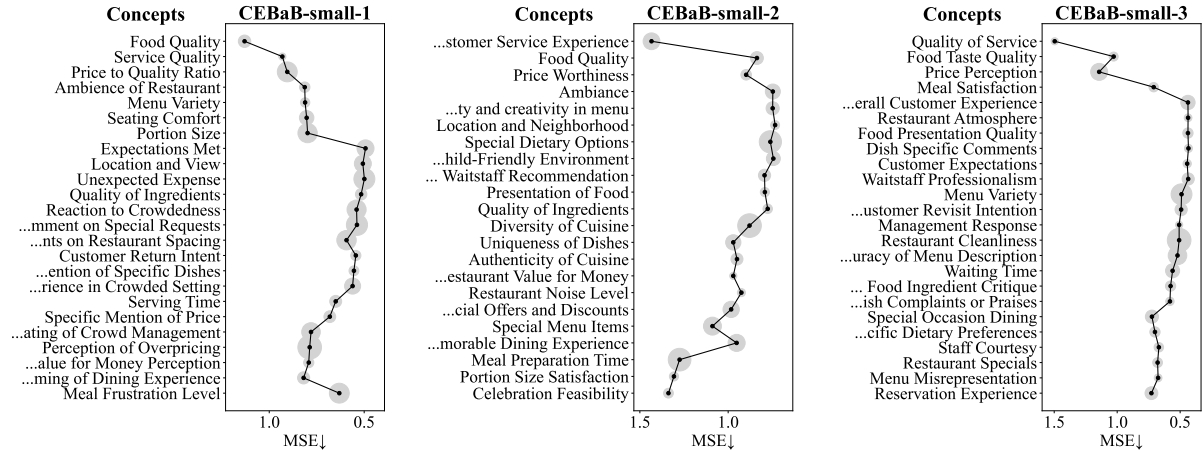 Concepts CEBaB-small-1
Food Quality
Service Quality
Price to Quality Ratio
Ambience of Restaurant
Menu Variety
Seating Comfort
Portion Size
Expectations Met
Location and View
Unexpected Expense
Quality of Ingredients
Reaction to Crowdedness
...mment on Special Requests
...nts on Restaurant Spacing
Customer Return Intent
...ention of Specific Dishes
...rience in Crowded Setting
Serving Time
Specific Mention of Price
...ating of Crowd Management
Perception of Overpricing
...alue for Money Perception
...ming of Dining Experience
Meal Frustration Level
1.0 0.5
MSE↓
Concepts CEBaB-small-2
...stomer Service Experience
Food Quality
Price Worthiness
Ambiance
...ty and creativity in menu
Location and Neighborhood
Special Dietary Options
...hild-Friendly Environment
... Waitstaff Recommendation
Presentation of Food
Quality of Ingredients
Diversity of Cuisine
Uniqueness of Dishes
Authenticity of Cuisine
...estaurant Value for Money
Restaurant Noise Level
...cial Offers and Discounts
Special Menu Items
...morable Dining Experience
Meal Preparation Time
Portion Size Satisfaction
Celebration Feasibility
1.5 1.0
MSE↓
Concepts CEBaB-small-3
Quality of Service
Food Taste Quality
Price Perception
Meal Satisfaction
...erall Customer Experience
Restaurant Atmosphere
Food Presentation Quality
Dish Specific Comments
Customer Expectations
Waitstaff Professionalism
Menu Variety
...ustomer Revisit Intention
Management Response
Restaurant Cleanliness
...uracy of Menu Description
Waiting Time
... Food Ingredient Critique
...ish Complaints or Praises
Special Occasion Dining
...cific Dietary Preferences
Staff Courtesy
Restaurant Specials
Menu Misrepresentation
Reservation Experience
1.5 1.0 0.5
MSE↓